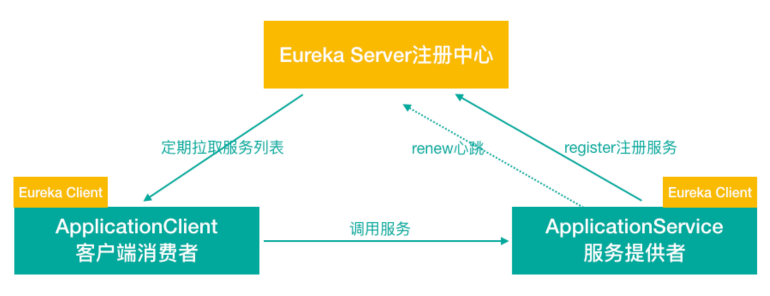 Eureka Server注册中心
定期拉取服务列表
renew心跳
register注册服务
Eureka Client
Eureka Client
ApplicationClient
客户端消费者
调用服务
ApplicationService
服务提供者